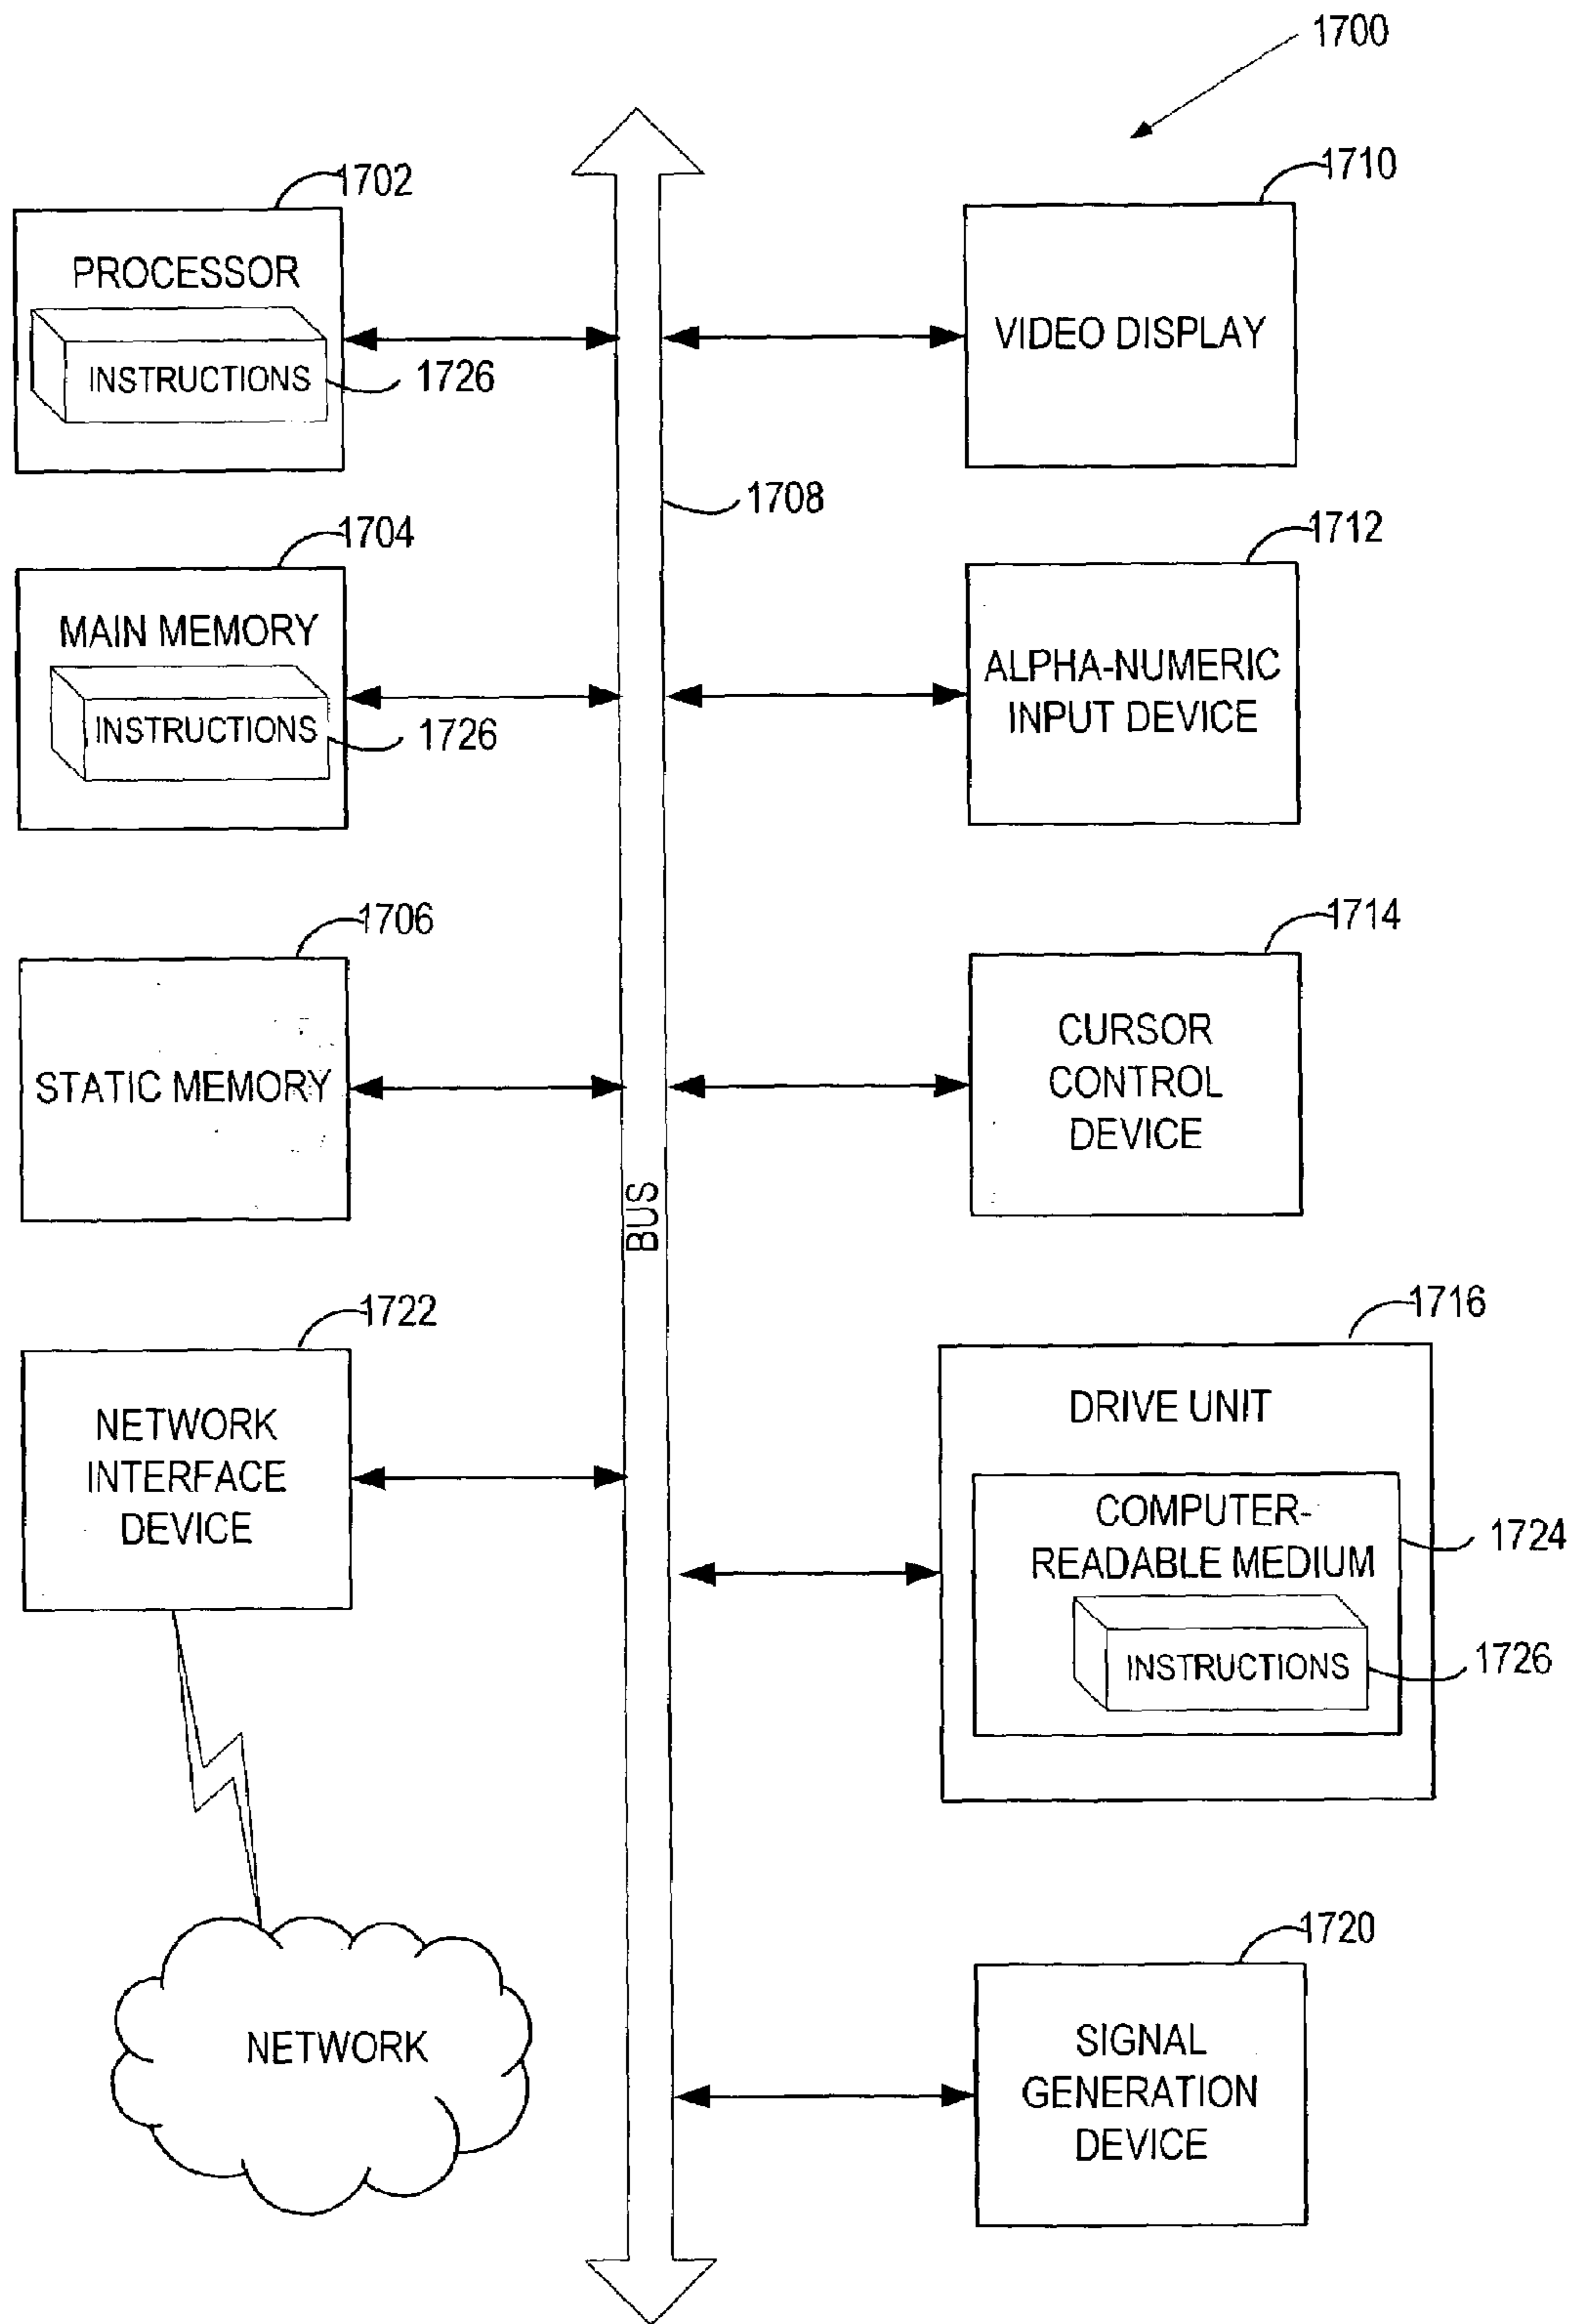 1700
1702
PROCESSOR
INSTRUCTIONS
1726
1710
VIDEO DISPLAY
1708
1704
MAIN MEMORY
INSTRUCTIONS
1726
1712
ALPHA-NUMERIC
INPUT DEVICE
1706
STATIC MEMORY
1714
CURSOR
CONTROL
DEVICE
BUS
1722
NETWORK
INTERFACE
DEVICE
1716
DRIVE UNIT
COMPUTER-
READABLE MEDIUM
1724
INSTRUCTIONS
1726
NETWORK
1720
SIGNAL
GENERATION
DEVICE